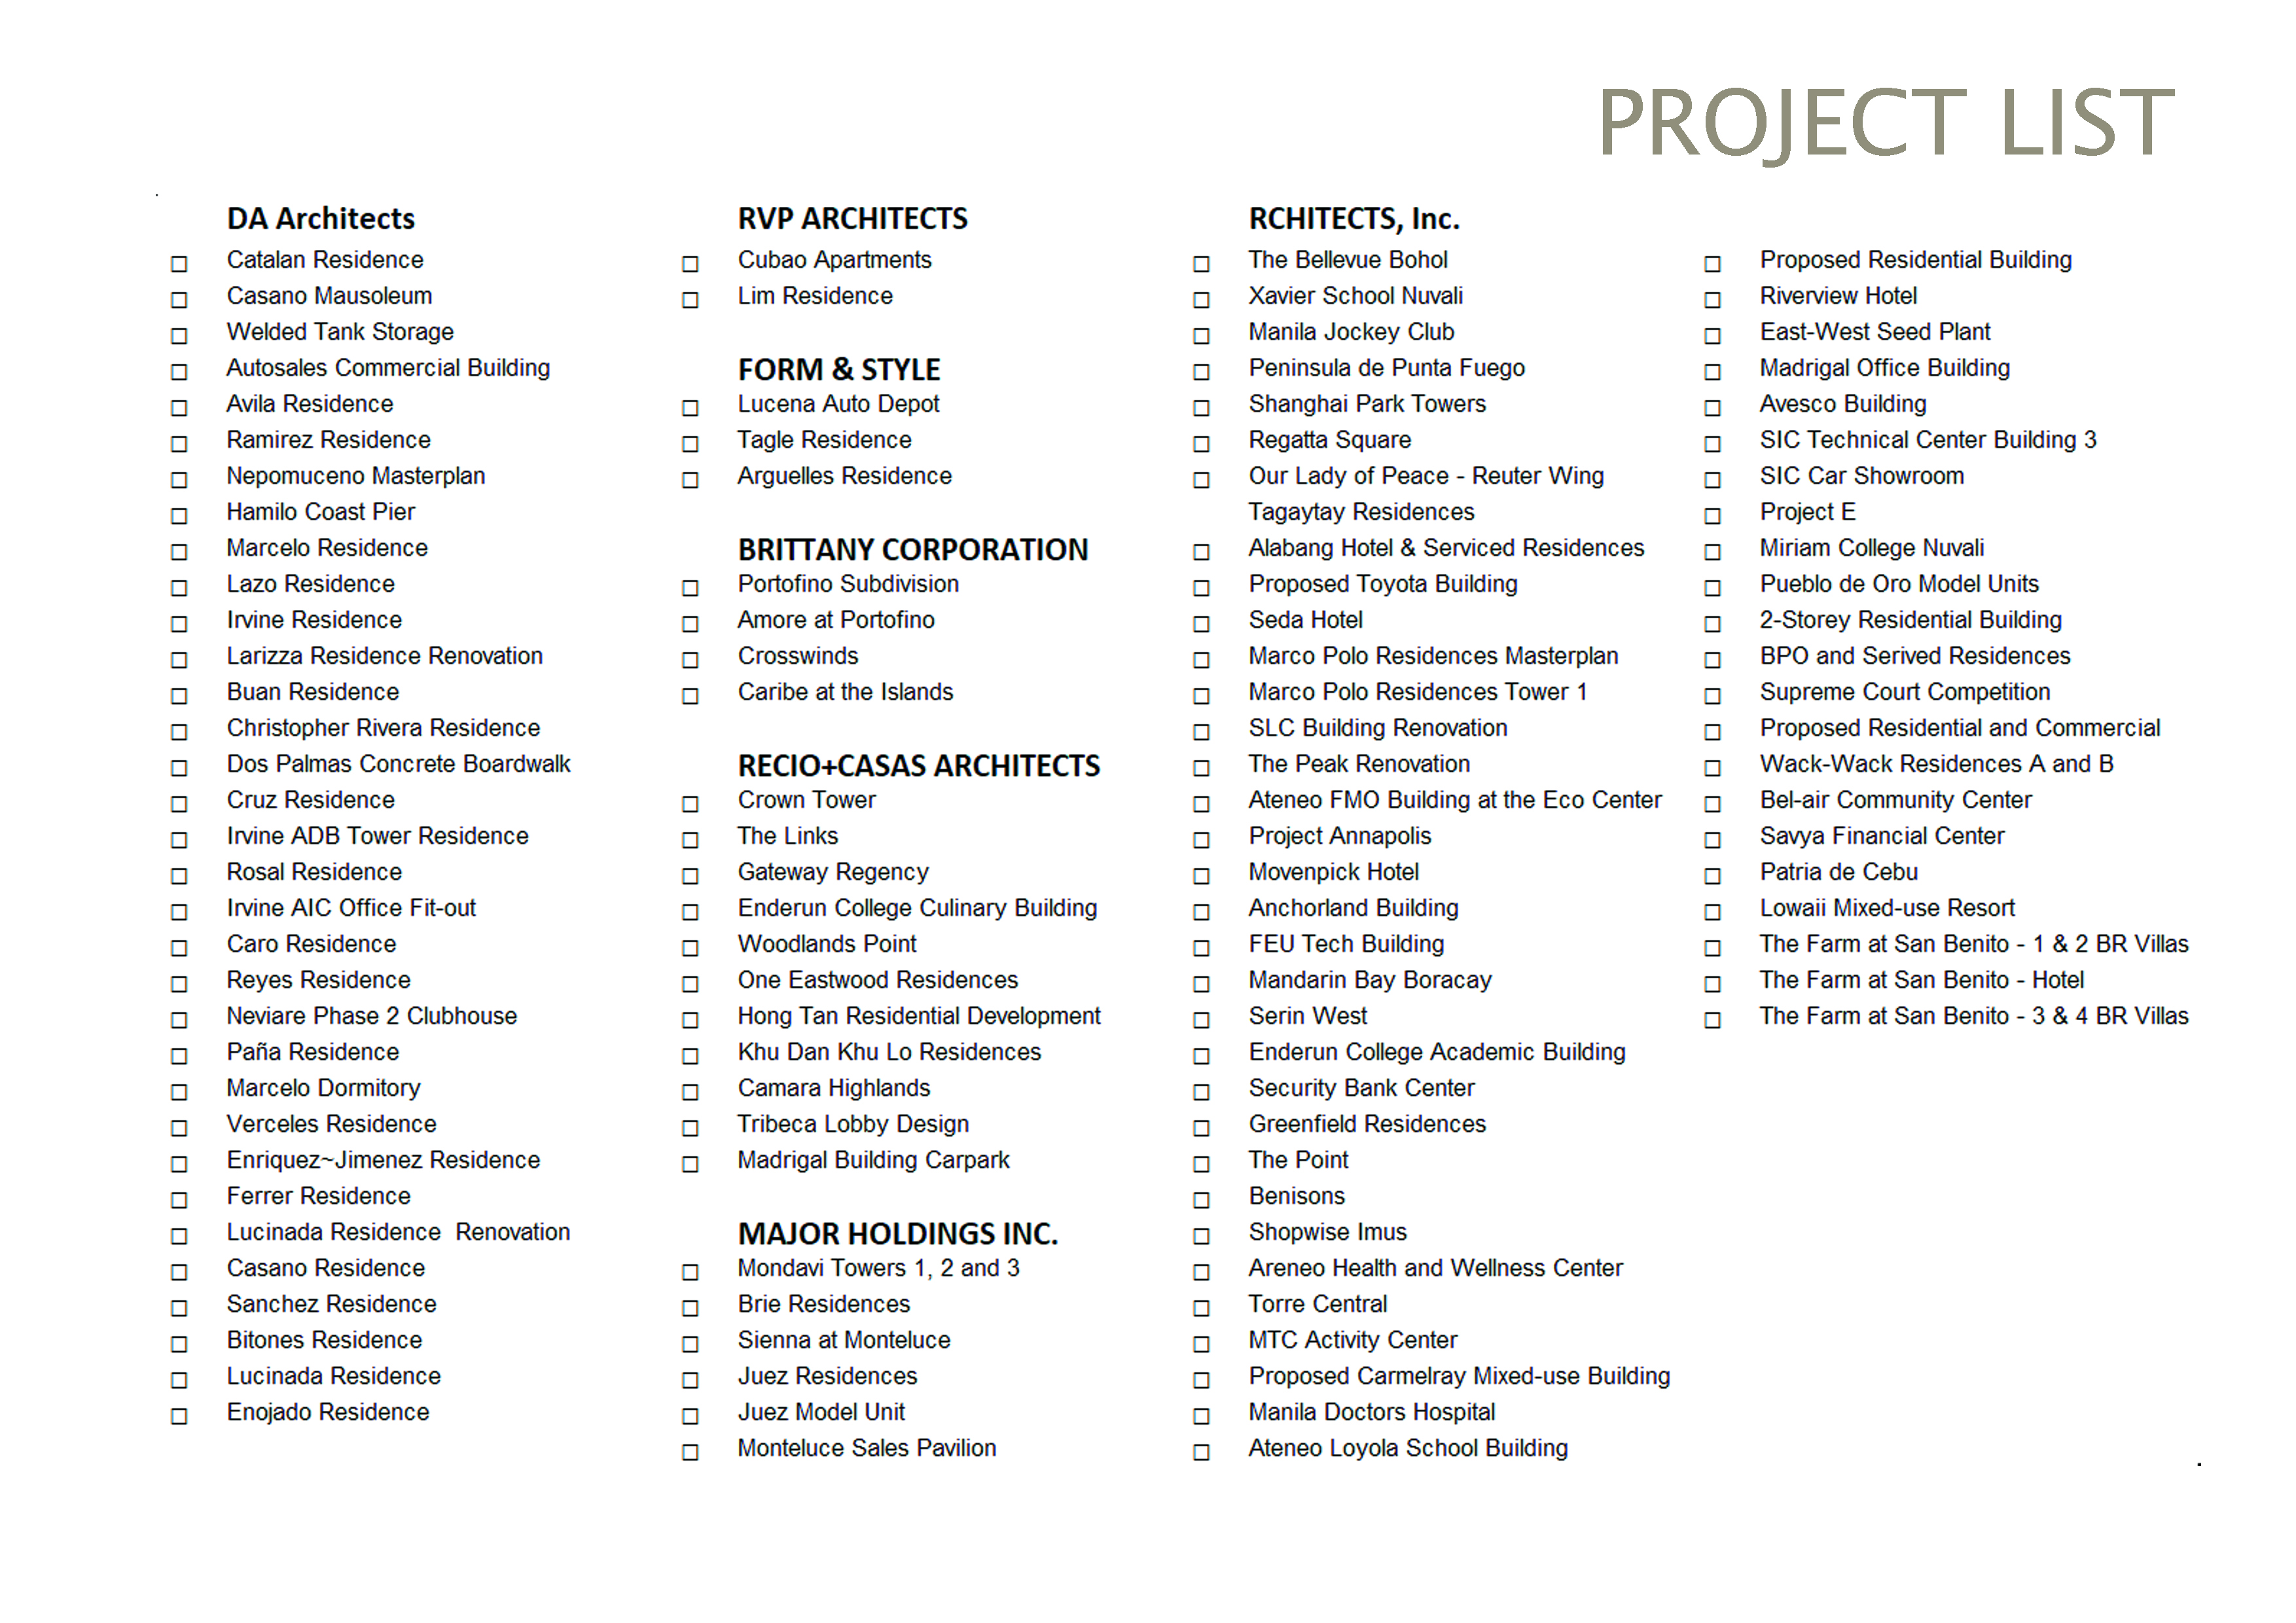 PROJECT LIST
DA Architects
☐ Catalan Residence
☐ Casano Mausoleum
☐ Welded Tank Storage
☐ Autosales Commercial Building
☐ Avila Residence
☐ Ramirez Residence
☐ Nepomuceno Masterplan
☐ Hamilo Coast Pier
☐ Marcelo Residence
☐ Lazo Residence
☐ Irvine Residence
☐ Larizza Residence Renovation
☐ Buan Residence
☐ Christopher Rivera Residence
☐ Dos Palmas Concrete Boardwalk
☐ Cruz Residence
☐ Irvine ADB Tower Residence
☐ Rosal Residence
☐ Irvine AIC Office Fit-out
☐ Caro Residence
☐ Reyes Residence
☐ Neviare Phase 2 Clubhouse
☐ Paña Residence
☐ Marcelo Dormitory
☐ Verceles Residence
☐ Enriquez~Jimenez Residence
☐ Ferrer Residence
☐ Lucinada Residence  Renovation
☐ Casano Residence
☐ Sanchez Residence
☐ Bitones Residence
☐ Lucinada Residence
☐ Enojado Residence
RVP ARCHITECTS
☐ Cubao Apartments
☐ Lim Residence
FORM & STYLE
☐ Lucena Auto Depot
☐ Tagle Residence
☐ Arguelles Residence
BRITTANY CORPORATION
☐ Portofino Subdivision
☐ Amore at Portofino
☐ Crosswinds
☐ Caribe at the Islands
RECIO+CASAS ARCHITECTS
☐ Crown Tower
☐ The Links
☐ Gateway Regency
☐ Enderun College Culinary Building
☐ Woodlands Point
☐ One Eastwood Residences
☐ Hong Tan Residential Development
☐ Khu Dan Khu Lo Residences
☐ Camara Highlands
☐ Tribeca Lobby Design
☐ Madrigal Building Carpark
MAJOR HOLDINGS INC.
☐ Mondavi Towers 1, 2 and 3
☐ Brie Residences
☐ Sienna at Monteluce
☐ Juez Residences
☐ Juez Model Unit
☐ Monteluce Sales Pavilion
RCHITECTS, Inc.
☐ The Bellevue Bohol
☐ Xavier School Nuvali
☐ Manila Jockey Club
☐ Peninsula de Punta Fuego
☐ Shanghai Park Towers
☐ Regatta Square
☐ Our Lady of Peace - Reuter Wing
Tagaytay Residences
☐ Alabang Hotel & Serviced Residences
☐ Proposed Toyota Building
☐ Seda Hotel
☐ Marco Polo Residences Masterplan
☐ Marco Polo Residences Tower 1
☐ SLC Building Renovation
☐ The Peak Renovation
☐ Ateneo FMO Building at the Eco Center
☐ Project Annapolis
☐ Movenpick Hotel
☐ Anchorland Building
☐ FEU Tech Building
☐ Mandarin Bay Boracay
☐ Serin West
☐ Enderun College Academic Building
☐ Security Bank Center
☐ Greenfield Residences
☐ The Point
☐ Benisons
☐ Shopwise Imus
☐ Areneo Health and Wellness Center
☐ Torre Central
☐ MTC Activity Center
☐ Proposed Carmelray Mixed-use Building
☐ Manila Doctors Hospital
☐ Ateneo Loyola School Building
☐ Proposed Residential Building
☐ Riverview Hotel
☐ East-West Seed Plant
☐ Madrigal Office Building
☐ Avesco Building
☐ SIC Technical Center Building 3
☐ SIC Car Showroom
☐ Project E
☐ Miriam College Nuvali
☐ Pueblo de Oro Model Units
☐ 2-Storey Residential Building
☐ BPO and Serived Residences
☐ Supreme Court Competition
☐ Proposed Residential and Commercial
☐ Wack-Wack Residences A and B
☐ Bel-air Community Center
☐ Savya Financial Center
☐ Patria de Cebu
☐ Lowaii Mixed-use Resort
☐ The Farm at San Benito - 1 & 2 BR Villas
☐ The Farm at San Benito - Hotel
☐ The Farm at San Benito - 3 & 4 BR Villas